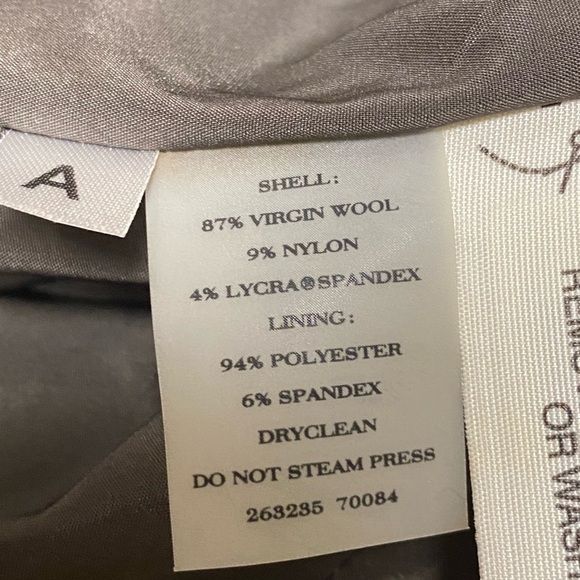 A
SHELL:
87% VIRGIN WOOL
9% NYLON
4% LYCRA®SPANDEX
LINING:
94% POLYESTER
6% SPANDEX
DRYCLEAN
DO NOT STEAM PRESS
263235 70084
OR WASH